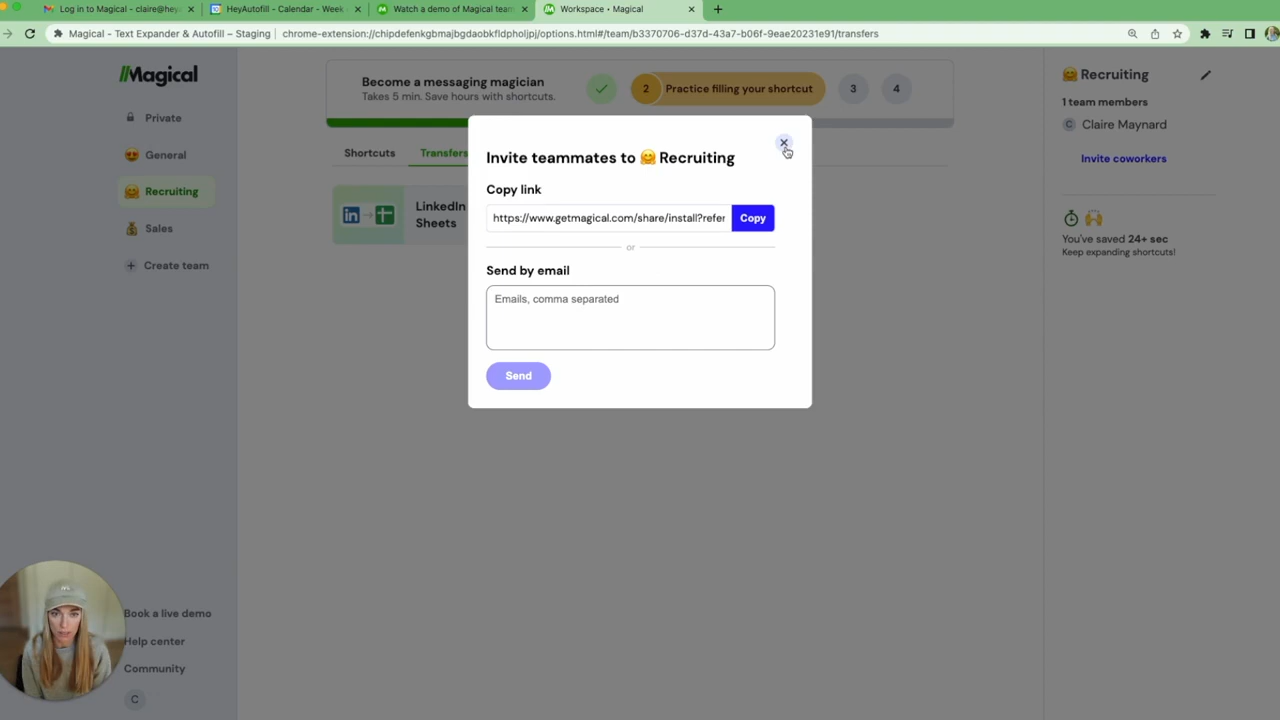 Log in to Magical - claire@hey
HeyAutofill - Calendar - Week
Watch a demo of Magical team
Workspace • Magical
Magical - Text Expander & Autofill – Staging
chrome-extension://chipdefenkgbmajbgdaobkfldpholjpj/options.html#/team/b3370706-d37d-43a7-b06f-9eae20231e91/transfers
//Magical
Private
General
Recruiting
Sales
Create team
Become a messaging magician
Takes 5 min. Save hours with shortcuts.
2 Practice filling your shortcut
3
4
Shortcuts
Transfers
LinkedIn
Sheets
Invite teammates to 🤗 Recruiting
Copy link
https://www.getmagical.com/share/install?refer
Copy
or
Send by email
Emails, comma separated
Send
🤗 Recruiting
1 team members
C Claire Maynard
Invite coworkers
You've saved 24+ sec
Keep expanding shortcuts!
Book a live demo
Help center
Community
C